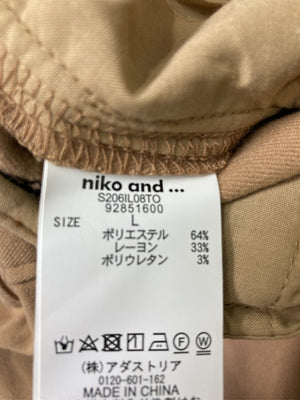 niko and ...
S206IL08TO
92851600
SIZE L
ポリエステル 64%
レーヨン 33%
ポリウレタン 3%
(株)アダストリア
0120-601-162
MADE IN CHINA